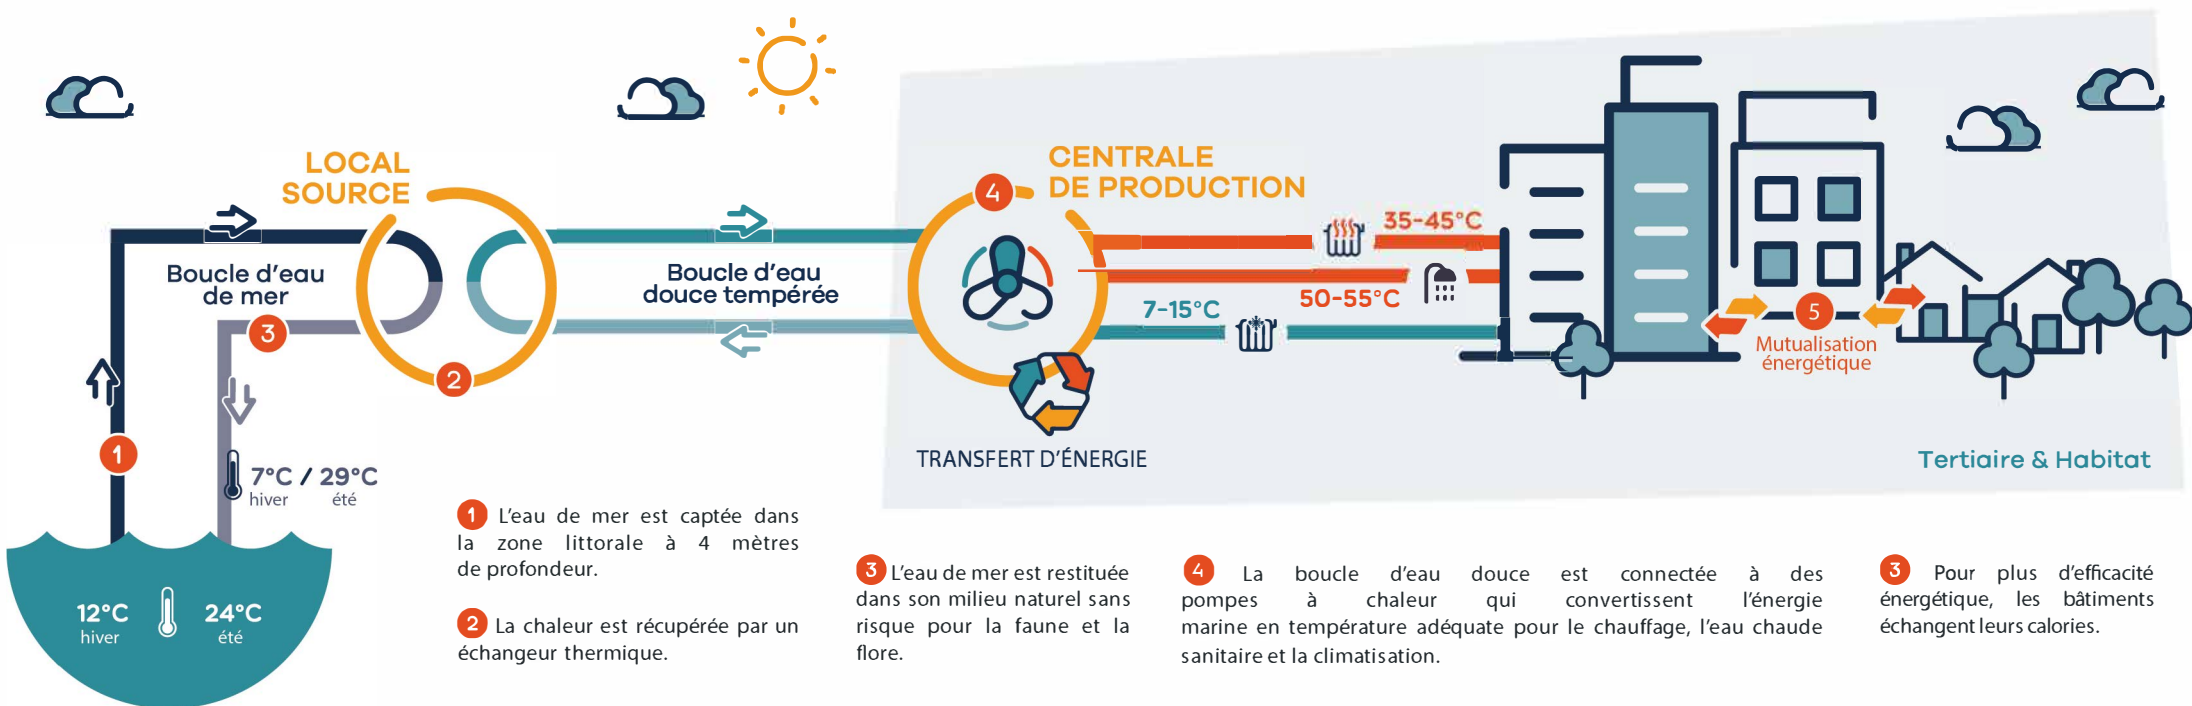 LOCAL
SOURCE
CENTRALE
DE PRODUCTION
4
35-45°C
Boucle d'eau
de mer
Boucle d'eau
douce tempérée
50-55°C
7-15°C
3
5
Mutualisation
énergétique
2
1
TRANSFERT D'ÉNERGIE
Tertiaire & Habitat
7°C / 29°C
hiver été
12°C 24°C
hiver été
1 L'eau de mer est captée dans
la zone littorale à 4 mètres
de profondeur.
2 La chaleur est récupérée par un
échangeur thermique.
3 L'eau de mer est restituée
dans son milieu naturel sans
risque pour la faune et la
flore.
4 La boucle d'eau douce est connectée à des
pompes à chaleur qui convertissent l'énergie
marine en température adéquate pour le chauffage, l'eau chaude
sanitaire et la climatisation.
3 Pour plus d'efficacité
énergétique, les bâtiments
échangent leurs calories.